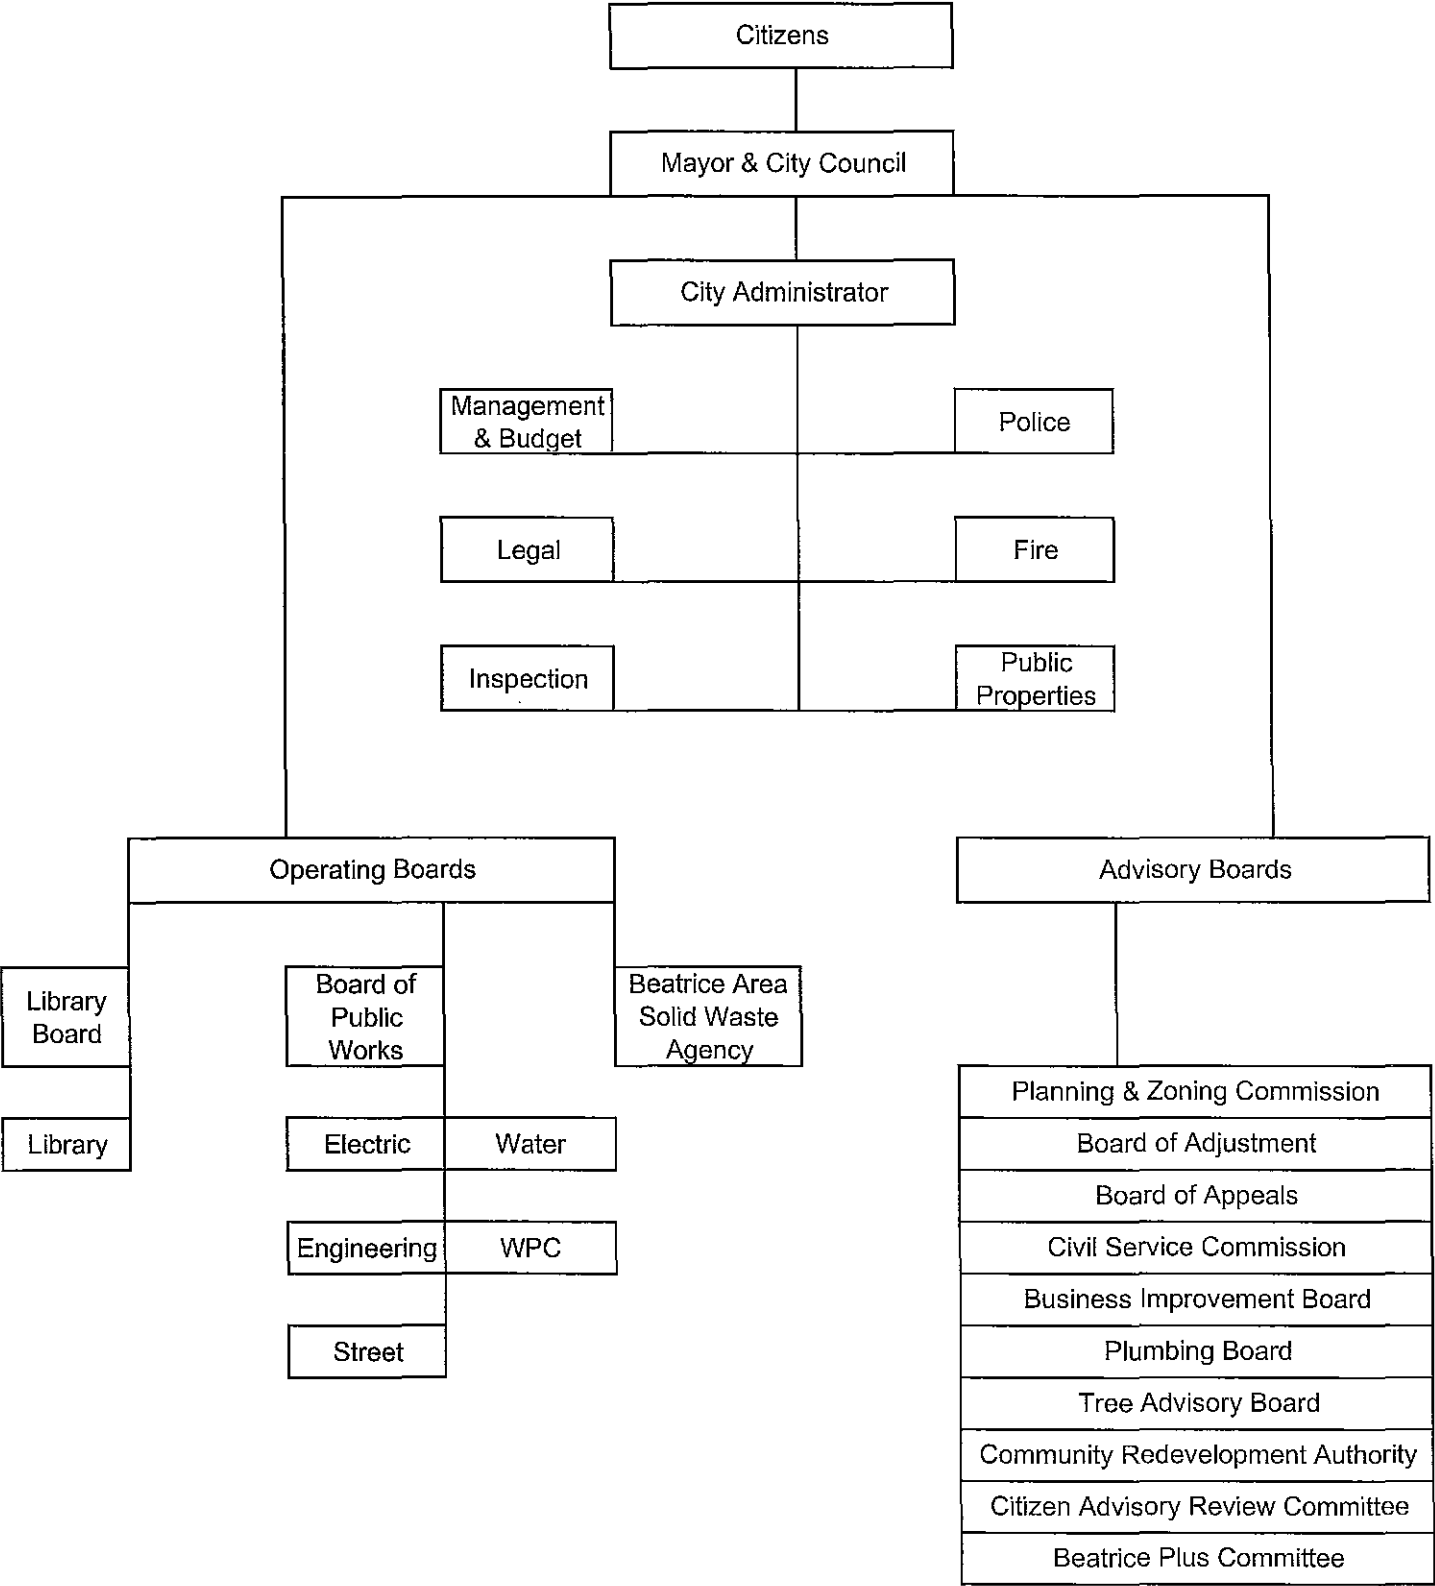 Citizens
Mayor & City Council
City Administrator
Management
& Budget
Police
Legal
Fire
Inspection
Public
Properties
Operating Boards
Advisory Boards
Library
Board
Board of
Public
Works
Beatrice Area
Solid Waste
Agency
Library
Electric
Water
Engineering
WPC
Street
Planning & Zoning Commission
Board of Adjustment
Board of Appeals
Civil Service Commission
Business Improvement Board
Plumbing Board
Tree Advisory Board
Community Redevelopment Authority
Citizen Advisory Review Committee
Beatrice Plus Committee